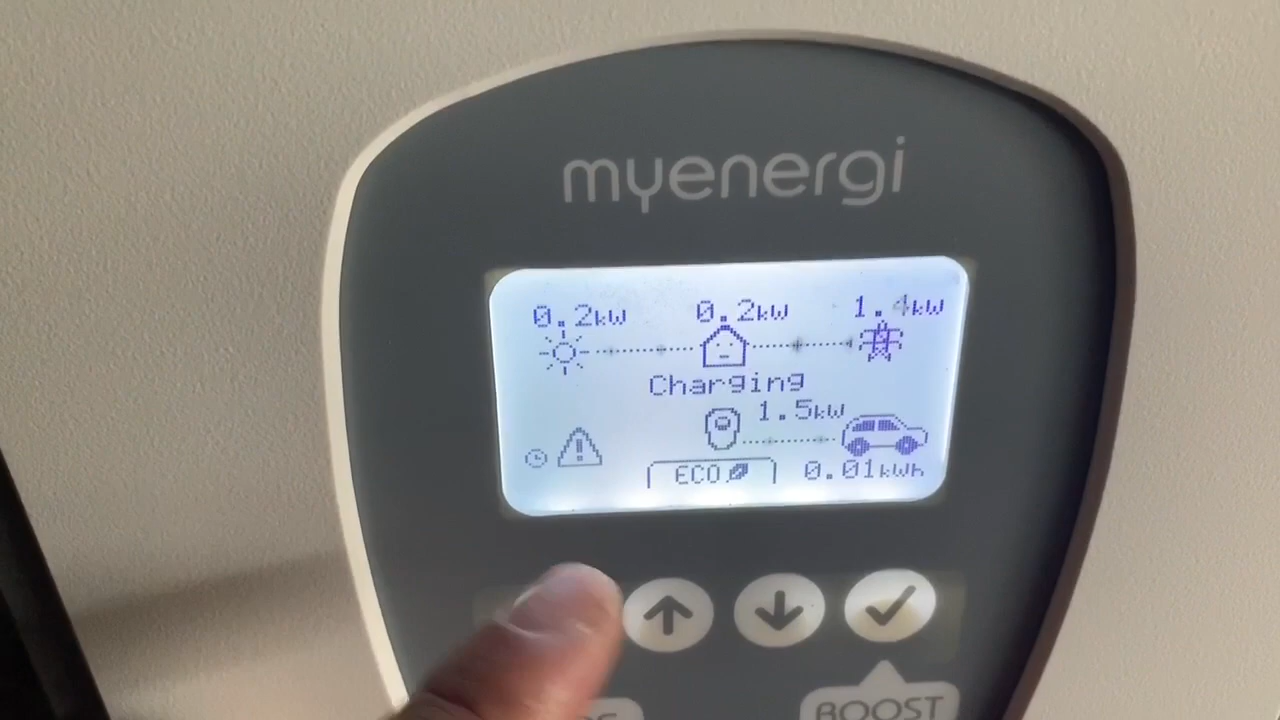 myenergi
0.2kW 0.2kW 1.4kW
Charging
1.5kW
ECO 0.01kWh
BOOST